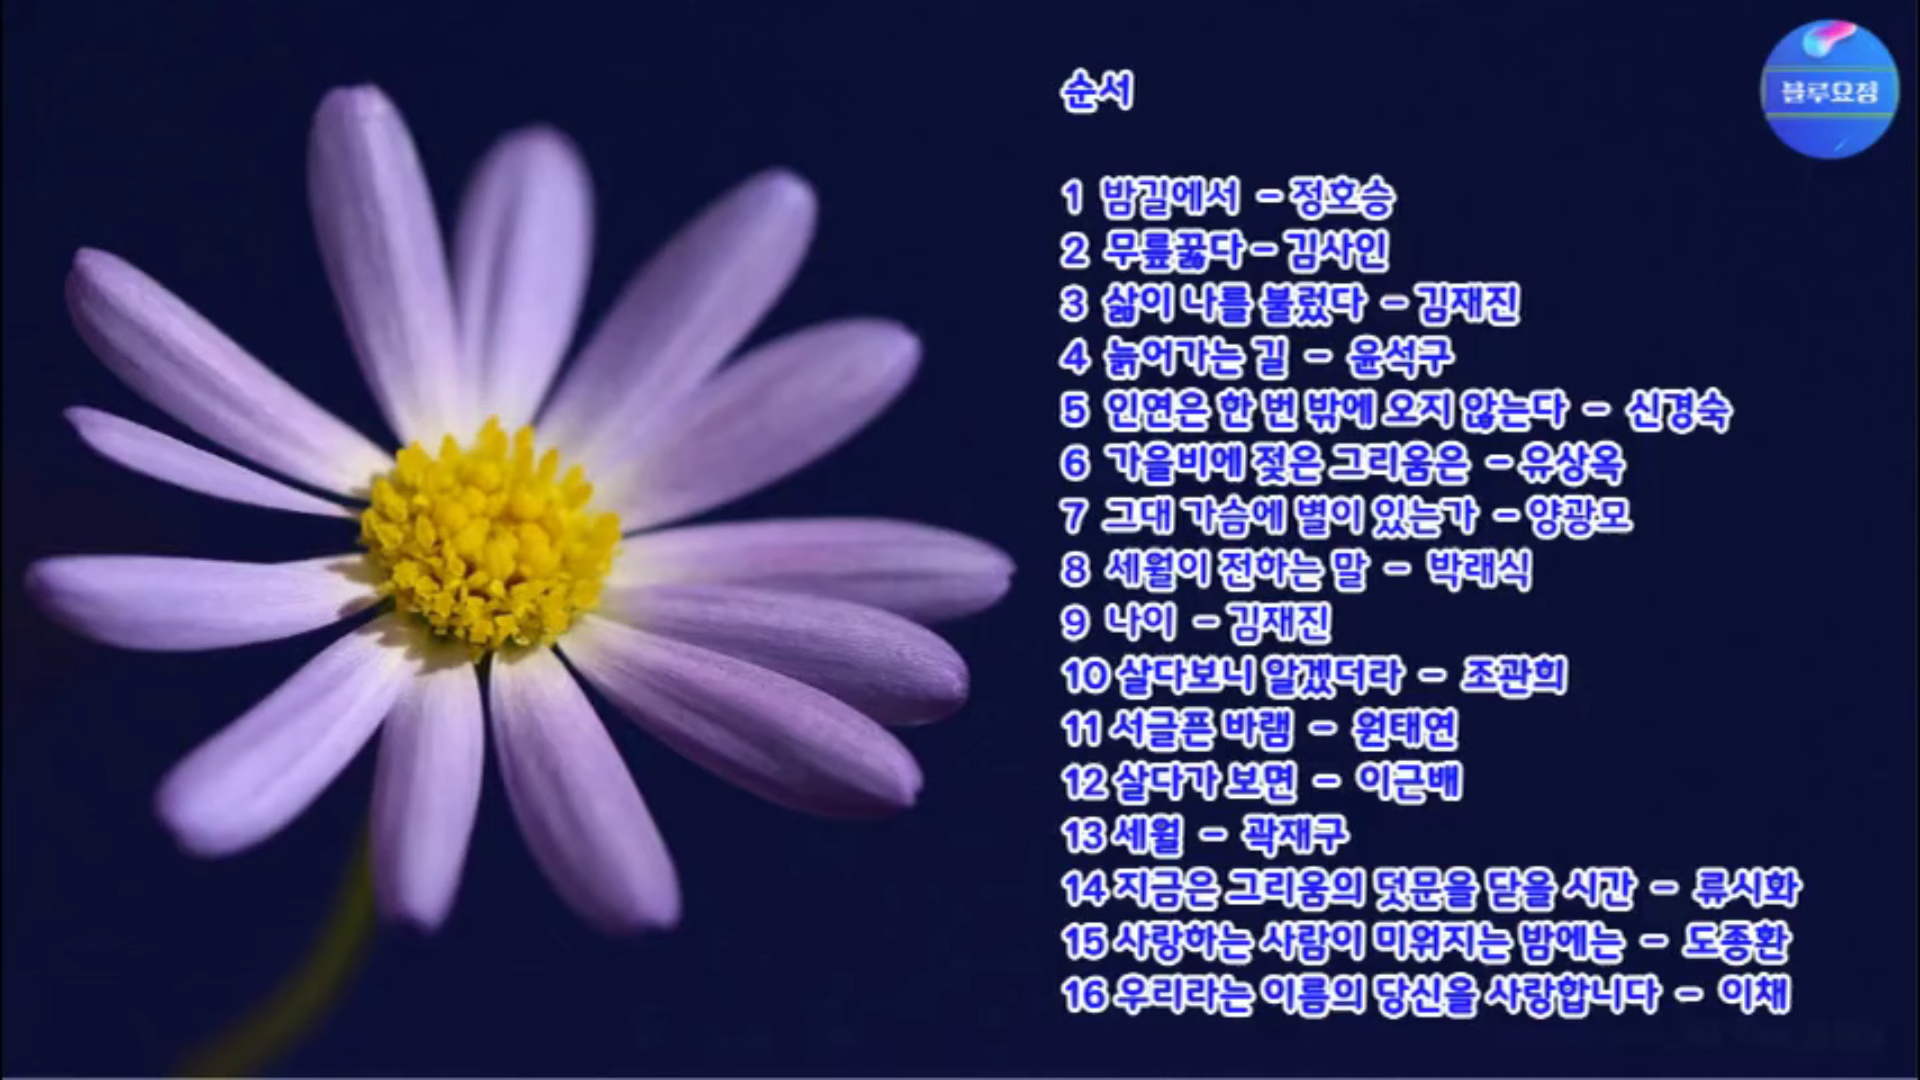 순서
블루요정
1 밤길에서 - 정호승
2 무릎꿇다 - 김사인
3 삶이 나를 불렀다 - 김재진
4 늙어가는 길 - 윤석구
5 인연은 한 번 밖에 오지 않는다 - 신경숙
6 가을비에 젖은 그리움은 - 유상옥
7 그대 가슴에 별이 있는가 - 양광모
8 세월이 전하는 말 - 박래식
9 나이 - 김재진
10 살다보니 알겠더라 - 조관희
11 서글픈 바램 - 원태연
12 살다가 보면 - 이근배
13 세월 - 곽재구
14 지금은 그리움의 덧문을 닫을 시간 - 류시화
15 사랑하는 사람이 미워지는 밤에는 - 도종환
16 우리라는 이름의 당신을 사랑합니다 - 이채